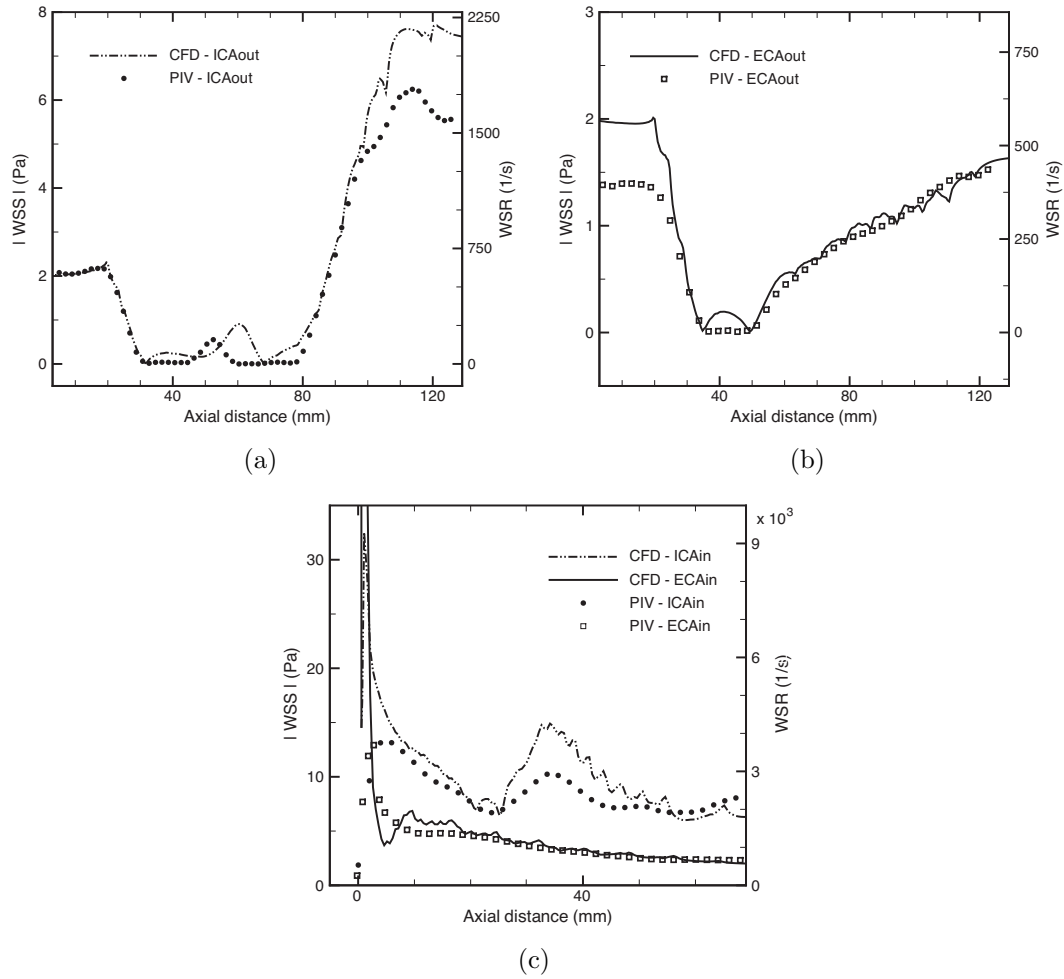 8
6
4
2
0
2250
1500
750
0
0
40
80
120
| WSS | (Pa)
WSR (1/s)
Axial distance (mm)
CFD - ICAout
PIV - ICAout
(a)
3
2
1
0
750
500
250
0
0
40
80
120
| WSS | (Pa)
WSR (1/s)
Axial distance (mm)
CFD - ECAout
PIV - ECAout
(b)
30
20
10
0
x 10³
9
6
3
0
0
40
| WSS | (Pa)
WSR (1/s)
Axial distance (mm)
CFD - ICAin
CFD - ECAin
PIV - ICAin
PIV - ECAin
(c)